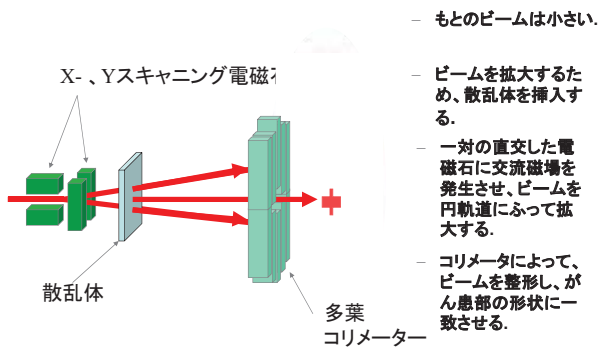 X- 、Yスキャニング電磁
散乱体
多葉
コリメーター
– もとのビームは小さい.
– ビームを拡大するた
め、散乱体を挿入す
る.
– 一対の直交した電
磁石に交流磁場を
発生させ、ビームを
円軌道にふって拡
大する.
– コリメータによって、
ビームを整形し、が
ん患部の形状に一
致させる.